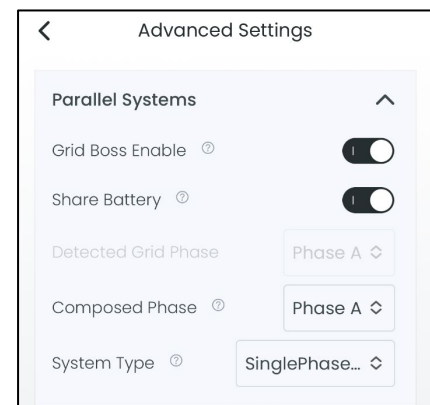 Advanced Settings
Parallel Systems
Grid Boss Enable ?
Share Battery ?
Detected Grid Phase Phase A
Composed Phase ? Phase A
System Type ? SinglePhase...